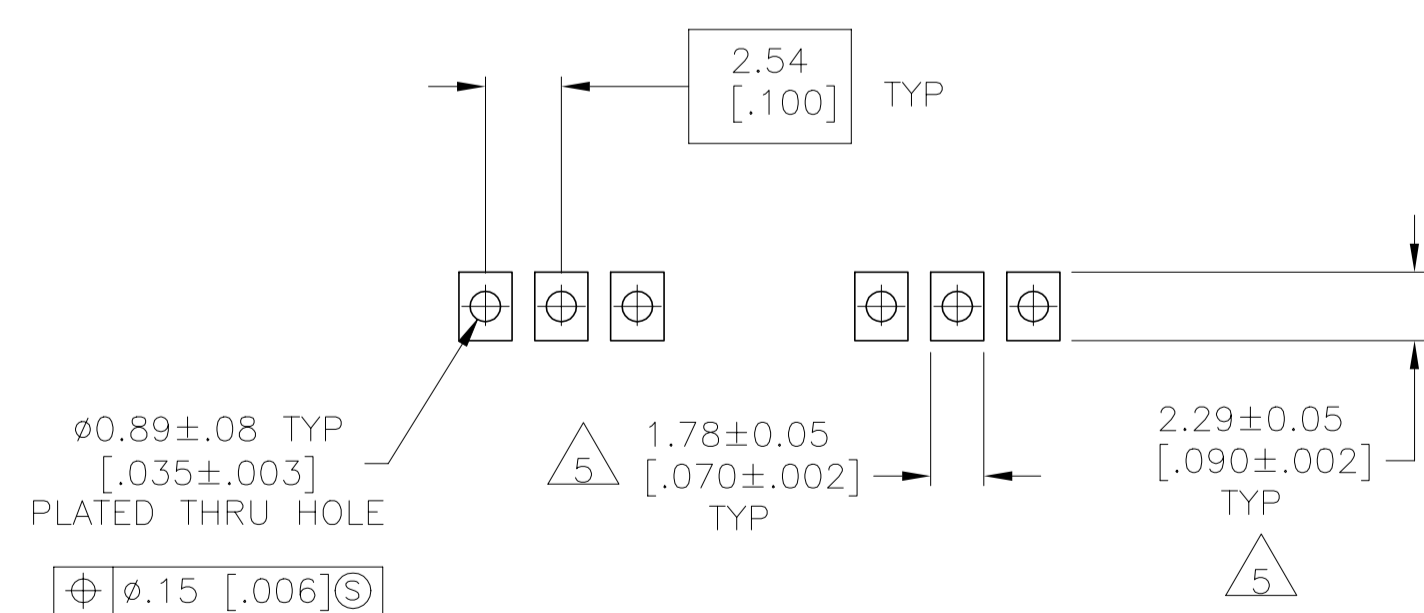 2.54
[.100]
TYP
⌀0.89±.08 TYP
[.035±.003]
PLATED THRU HOLE
⌖ ⌀.15 [.006]Ⓢ
5
1.78±0.05
[.070±.002]
TYP
2.29±0.05
[.090±.002]
TYP
5